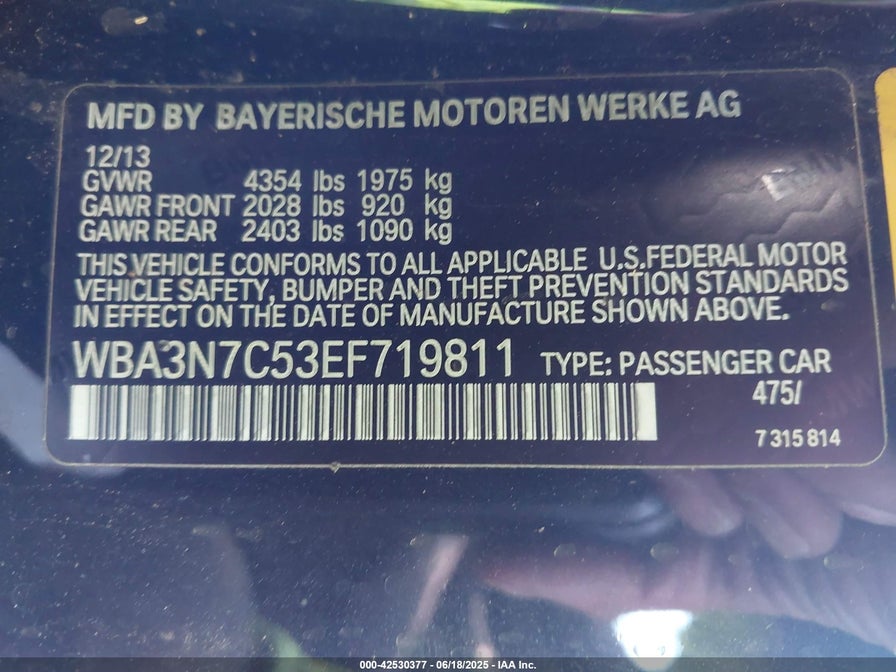 MFD BY BAYERISCHE MOTOREN WERKE AG
12/13
GVWR 4354 lbs 1975 kg
GAWR FRONT 2028 lbs 920 kg
GAWR REAR 2403 lbs 1090 kg
THIS VEHICLE CONFORMS TO ALL APPLICABLE U.S.FEDERAL MOTOR
VEHICLE SAFETY, BUMPER AND THEFT PREVENTION STANDARDS
IN EFFECT ON THE DATE OF MANUFACTURE SHOWN ABOVE.
WBA3N7C53EF719811 TYPE: PASSENGER CAR
475/
7 315 814
000-42530377 - 06/18/2025 - IAA Inc.